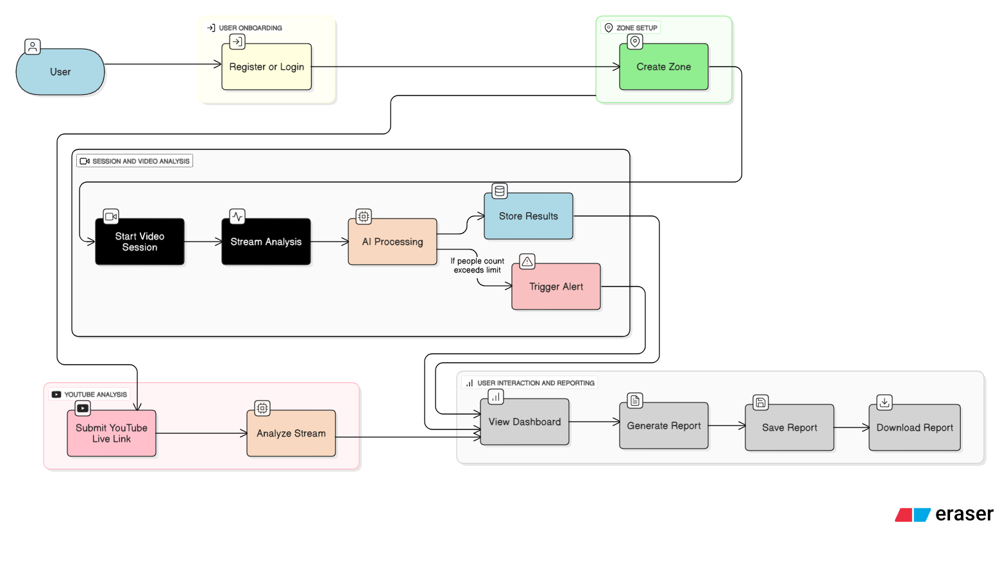 USER ONBOARDING
ZONE SETUP
User
Register or Login
Create Zone
SESSION AND VIDEO ANALYSIS
Start Video
Session
Stream Analysis
AI Processing
Store Results
If people count
exceeds limit
Trigger Alert
YOUTUBE ANALYSIS
Submit YouTube
Live Link
Analyze Stream
USER INTERACTION AND REPORTING
View Dashboard
Generate Report
Save Report
Download Report
eraser